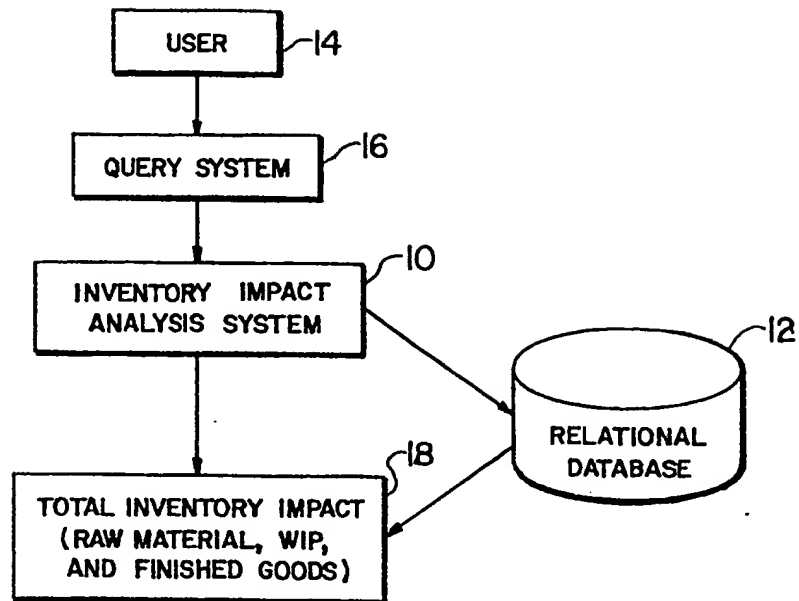 USER
14
QUERY SYSTEM
16
INVENTORY IMPACT
ANALYSIS SYSTEM
10
RELATIONAL
DATABASE
12
TOTAL INVENTORY IMPACT
(RAW MATERIAL, WIP,
AND FINISHED GOODS)
18